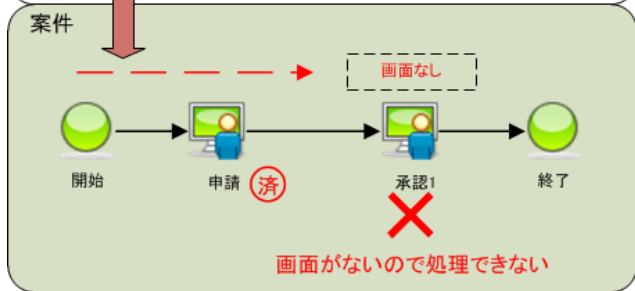 案件
画面なし
開始
申請
済
承認1
終了
画面がないので処理できない